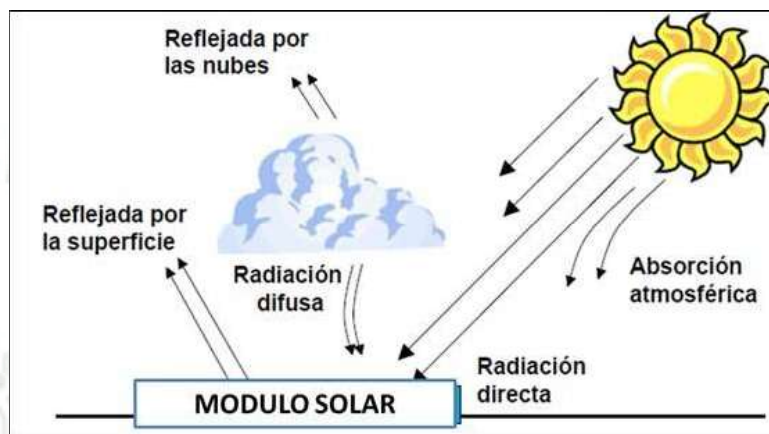 Reflejada por
las nubes
Reflejada por
la superficie
Radiación
difusa
Absorción
atmosférica
Radiación
directa
MODULO SOLAR